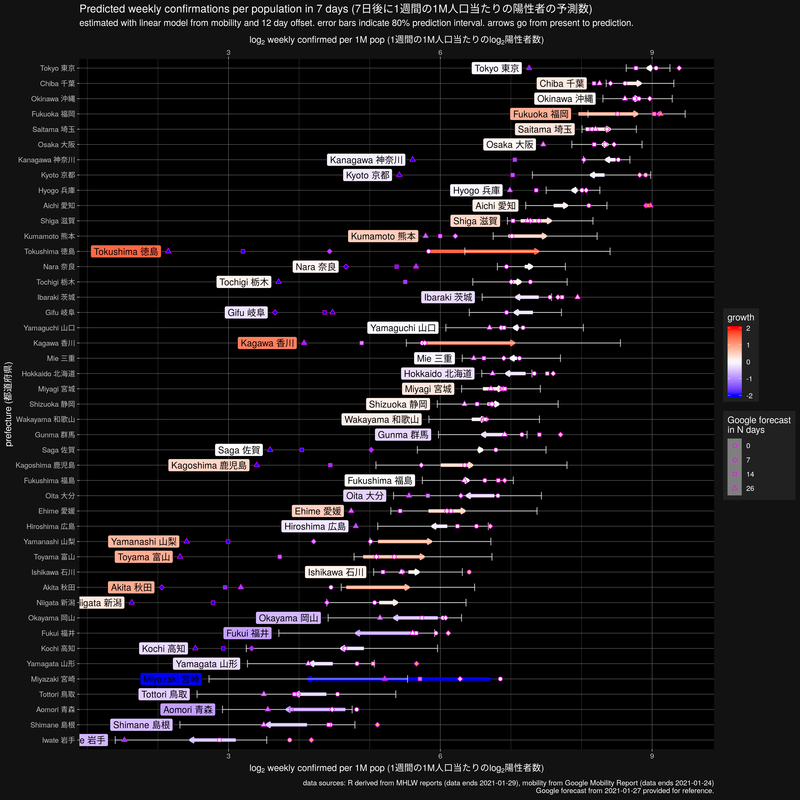 Predicted weekly confirmations per population in 7 days (7日後に1週間の1M人口当たりの陽性者の予測数)
estimated with linear model from mobility and 12 day offset. error bars indicate 80% prediction interval. arrows go from present to prediction.
log2 weekly confirmed per 1M pop (1週間の1M人口当たりのlog2陽性者数)
3 6 9
Tokyo 東京 Tokyo 東京
Chiba 千葉 Chiba 千葉
Okinawa 沖縄 Okinawa 沖縄
Fukuoka 福岡 Fukuoka 福岡
Saitama 埼玉 Saitama 埼玉
Osaka 大阪 Osaka 大阪
Kanagawa 神奈川 Kanagawa 神奈川
Kyoto 京都 Kyoto 京都
Hyogo 兵庫 Hyogo 兵庫
Aichi 愛知 Aichi 愛知
Shiga 滋賀 Shiga 滋賀
Kumamoto 熊本 Kumamoto 熊本
Tokushima 徳島 Tokushima 徳島
Nara 奈良 Nara 奈良
Tochigi 栃木 Tochigi 栃木
Ibaraki 茨城 Ibaraki 茨城
Gifu 岐阜 Gifu 岐阜
Yamaguchi 山口 Yamaguchi 山口
Kagawa 香川 Kagawa 香川
Mie 三重 Mie 三重
Hokkaido 北海道 Hokkaido 北海道
Miyagi 宮城 Miyagi 宮城
Shizuoka 静岡 Shizuoka 静岡
Wakayama 和歌山 Wakayama 和歌山
Gunma 群馬 Gunma 群馬
Saga 佐賀 Saga 佐賀
Kagoshima 鹿児島 Kagoshima 鹿児島
Fukushima 福島 Fukushima 福島
Oita 大分 Oita 大分
Ehime 愛媛 Ehime 愛媛
Hiroshima 広島 Hiroshima 広島
Yamanashi 山梨 Yamanashi 山梨
Toyama 富山 Toyama 富山
Ishikawa 石川 Ishikawa 石川
Akita 秋田 Akita 秋田
Niigata 新潟 iigata 新潟
Okayama 岡山 Okayama 岡山
Fukui 福井 Fukui 福井
Kochi 高知 Kochi 高知
Yamagata 山形 Yamagata 山形
Miyazaki 宮崎 Miyazaki 宮崎
Tottori 鳥取 Tottori 鳥取
Aomori 青森 Aomori 青森
Shimane 島根 Shimane 島根
Iwate 岩手 e 岩手
3 6 9
log2 weekly confirmed per 1M pop (1週間の1M人口当たりのlog2陽性者数)
prefecture (都道府県)
growth
2
1
0
-1
-2
Google forecast
in N days
0
7
14
26
data sources: R derived from MHLW reports (data ends 2021-01-29), mobility from Google Mobility Report (data ends 2021-01-24)
Google forecast from 2021-01-27 provided for reference.